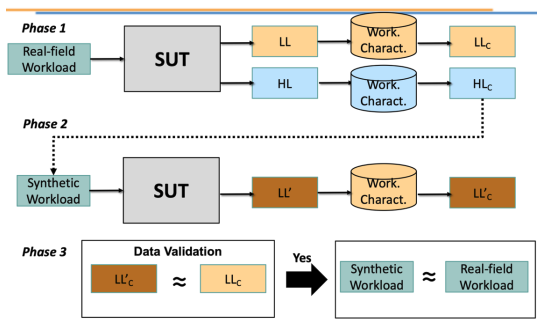 Phase 1
Real-field
Workload
SUT
LL
Work.
Charact.
LLC
HL
Work.
Charact.
HLC
Phase 2
Synthetic
Workload
SUT
LL'
Work.
Charact.
LL'C
Phase 3
Data Validation
LL'C
≈
LLC
Yes
Synthetic
Workload
≈
Real-field
Workload